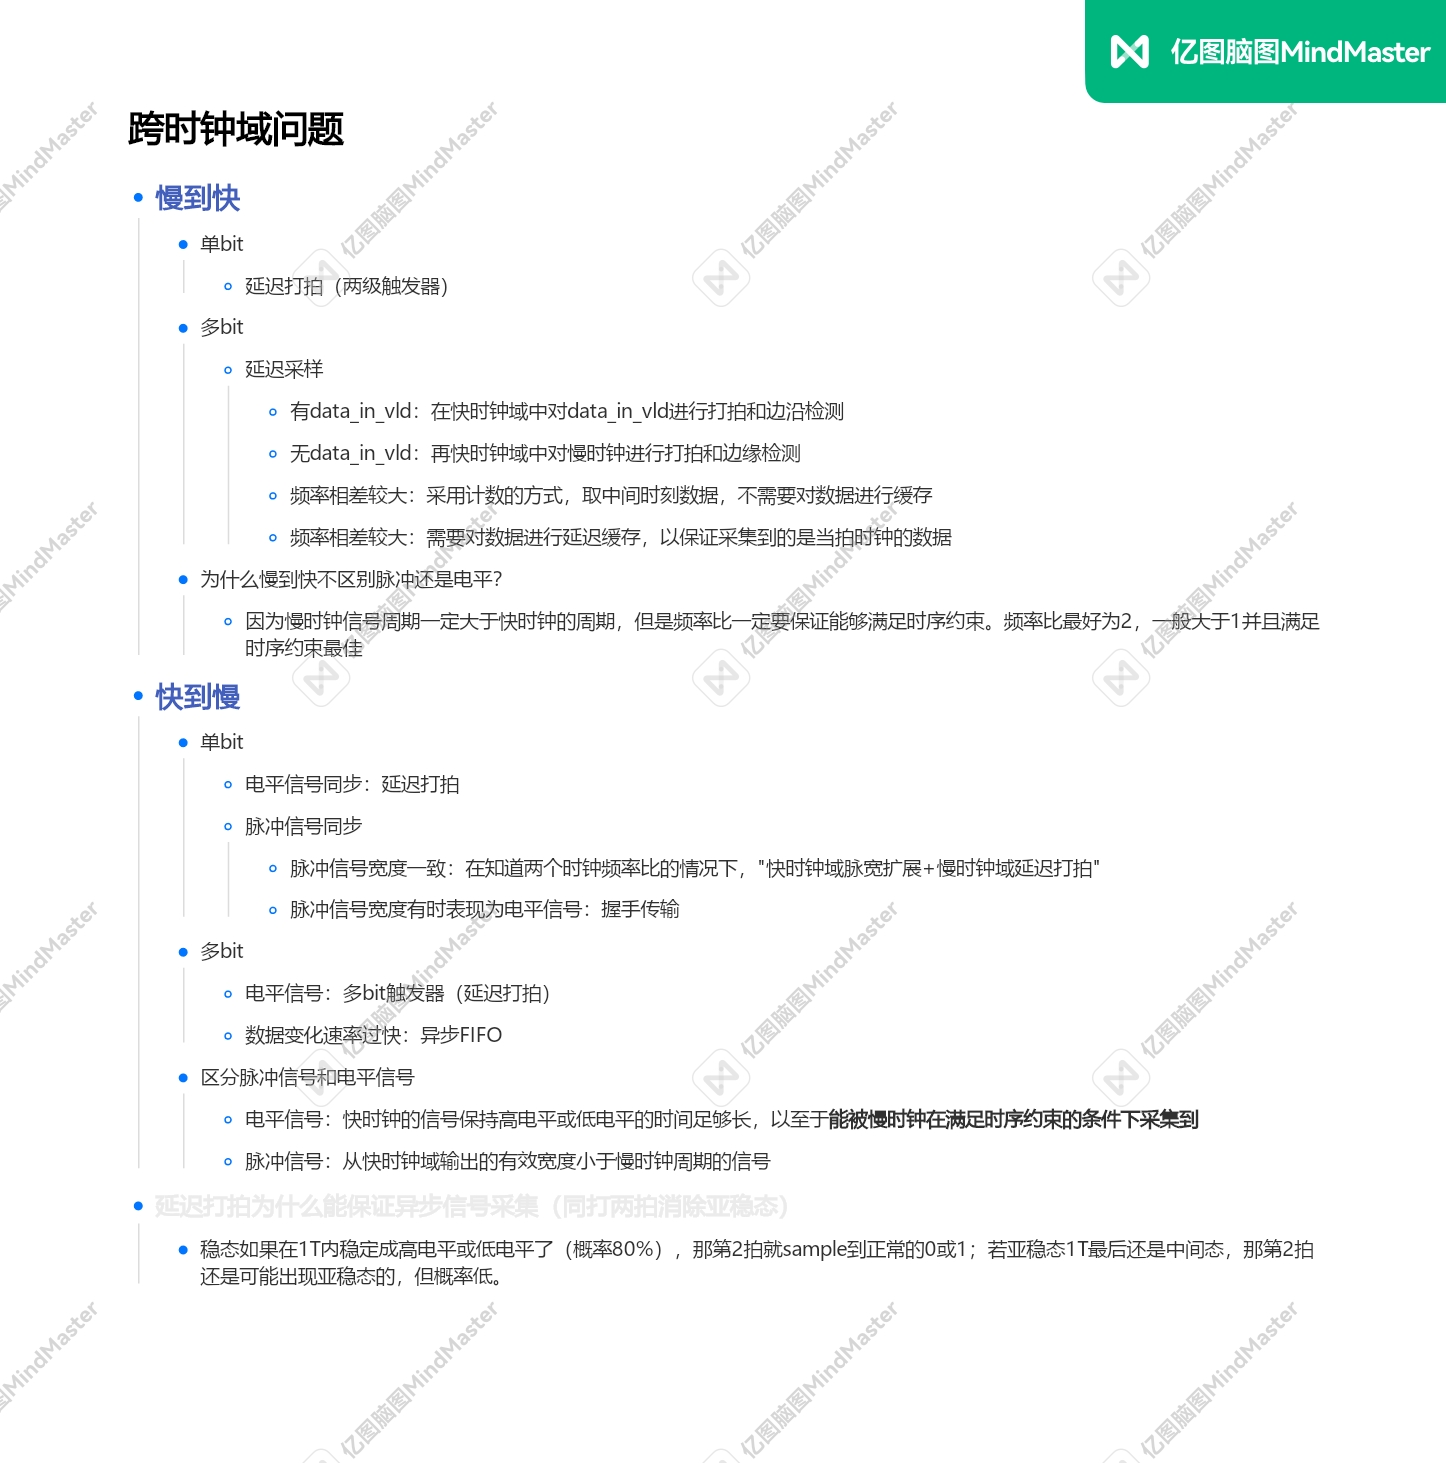 亿图脑图MindMaster
跨时钟域问题
慢到快
单bit
延迟打拍（两级触发器）
多bit
延迟采样
有data_in_vld：在快时钟域中对data_in_vld进行打拍和边沿检测
无data_in_vld：再快时钟域中对慢时钟进行打拍和边缘检测
频率相差较大：采用计数的方式，取中间时刻数据，不需要对数据进行缓存
频率相差较大：需要对数据进行延迟缓存，以保证采集到的是当拍时钟的数据
为什么慢到快不区别脉冲还是电平？
因为慢时钟信号周期一定大于快时钟的周期，但是频率比一定要保证能够满足时序约束。频率比最好为2，一般大于1并且满足
时序约束最佳
快到慢
单bit
电平信号同步：延迟打拍
脉冲信号同步
脉冲信号宽度一致：在知道两个时钟频率比的情况下，"快时钟域脉宽扩展+慢时钟域延迟打拍"
脉冲信号宽度有时表现为电平信号：握手传输
多bit
电平信号：多bit触发器（延迟打拍）
数据变化速率过快：异步FIFO
区分脉冲信号和电平信号
电平信号：快时钟的信号保持高电平或低电平的时间足够长，以至于能被慢时钟在满足时序约束的条件下采集到
脉冲信号：从快时钟域输出的有效宽度小于慢时钟周期的信号
延迟打拍为什么能保证异步信号采集（同打两拍消除亚稳态）
稳态如果在1T内稳定成高电平或低电平了（概率80%），那第2拍就sample到正常的0或1；若亚稳态1T最后还是中间态，那第2拍
还是可能出现亚稳态的，但概率低。